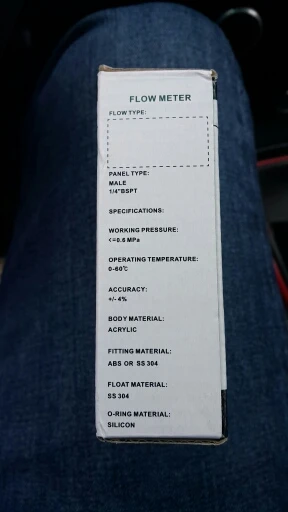 FLOW METER
FLOW TYPE:
PANEL TYPE:
MALE
1/4"BSPT
SPECIFICATIONS:
WORKING PRESSURE:
<=0.6 MPa
OPERATING TEMPERATURE:
0-60℃
ACCURACY:
+/- 4%
BODY MATERIAL:
ACRYLIC
FITTING MATERIAL:
ABS OR SS 304
FLOAT MATERIAL:
SS 304
O-RING MATERIAL:
SILICON